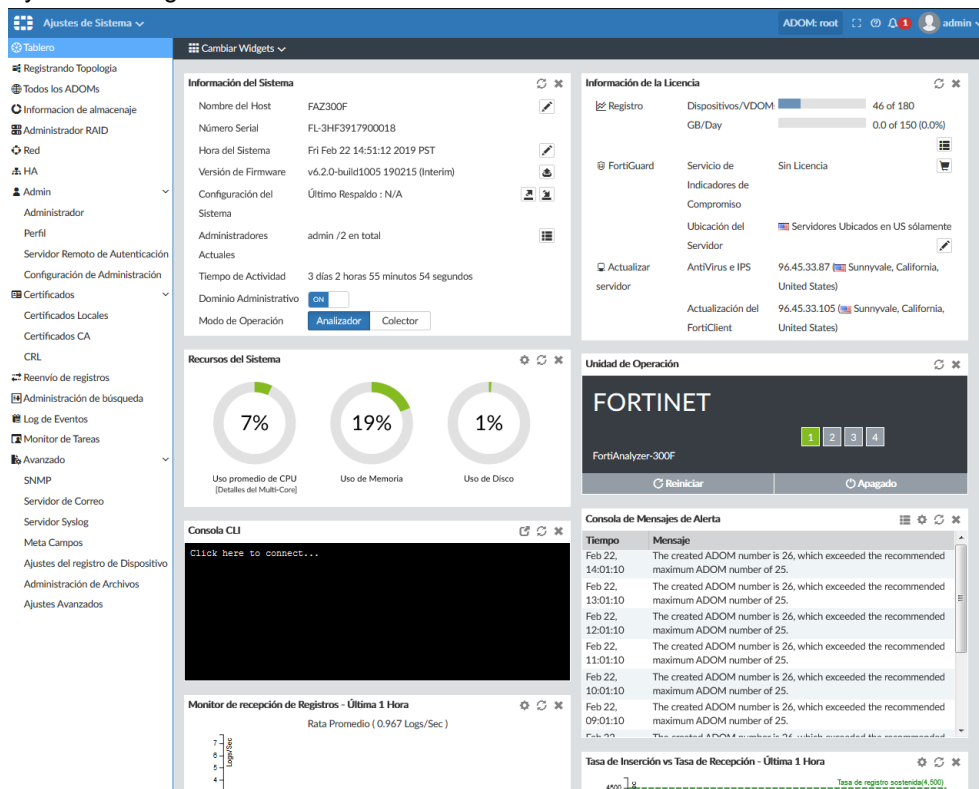 Ajustes de Sistema
ADOM: root
1
admin
Tablero
Cambiar Widgets
Registrando Topologia
Todos los ADOMs
Informacion de almacenaje
Administrador RAID
Red
HA
Admin
Administrador
Perfil
Servidor Remoto de Autenticación
Configuración de Administración
Certificados
Certificados Locales
Certificados CA
CRL
Reenvío de registros
Administración de búsqueda
Log de Eventos
Monitor de Tareas
Avanzado
SNMP
Servidor de Correo
Servidor Syslog
Meta Campos
Ajustes del registro de Dispositivo
Administración de Archivos
Ajustes Avanzados
Información del Sistema
Nombre del Host FAZ300F
Número Serial FL-3HF3917900018
Hora del Sistema Fri Feb 22 14:51:12 2019 PST
Versión de Firmware v6.2.0-build1005 190215 (Interim)
Configuración del Último Respaldo : N/A
Sistema
Administradores admin /2 en total
Actuales
Tiempo de Actividad 3 días 2 horas 55 minutos 54 segundos
Dominio Administrativo ON
Modo de Operación Analizador Colector
Información de la Licencia
Registro Dispositivos/VDOM 46 of 180
GB/Day 0.0 of 150 (0.0%)
FortiGuard Servicio de Sin Licencia
Indicadores de
Compromiso
Ubicación del Servidores Ubicados en US sólamente
Servidor
Actualizar AntiVirus e IPS 96.45.33.87 ( Sunnyvale, California,
servidor United States)
Actualización del 96.45.33.105 ( Sunnyvale, California,
FortiClient United States)
Recursos del Sistema
7% 19% 1%
Uso promedio de CPU Uso de Memoria Uso de Disco
[Detalles del Multi-Core]
Unidad de Operación
FORTINET
1 2 3 4
FortiAnalyzer-300F
Reiniciar Apagado
Consola CLI
Click here to connect...
Consola de Mensajes de Alerta
Tiempo Mensaje
Feb 22, The created ADOM number is 26, which exceeded the recommended
14:01:10 maximum ADOM number of 25.
Feb 22, The created ADOM number is 26, which exceeded the recommended
13:01:10 maximum ADOM number of 25.
Feb 22, The created ADOM number is 26, which exceeded the recommended
12:01:10 maximum ADOM number of 25.
Feb 22, The created ADOM number is 26, which exceeded the recommended
11:01:10 maximum ADOM number of 25.
Feb 22, The created ADOM number is 26, which exceeded the recommended
10:01:10 maximum ADOM number of 25.
Feb 22, The created ADOM number is 26, which exceeded the recommended
09:01:10 maximum ADOM number of 25.
Monitor de recepción de Registros - Última 1 Hora
Rata Promedio ( 0.967 Logs/Sec )
Logs/Sec
7
6
5
4
Tasa de Inserción vs Tasa de Recepción - Última 1 Hora
Tasa de registro sostenida(4,500)
4500